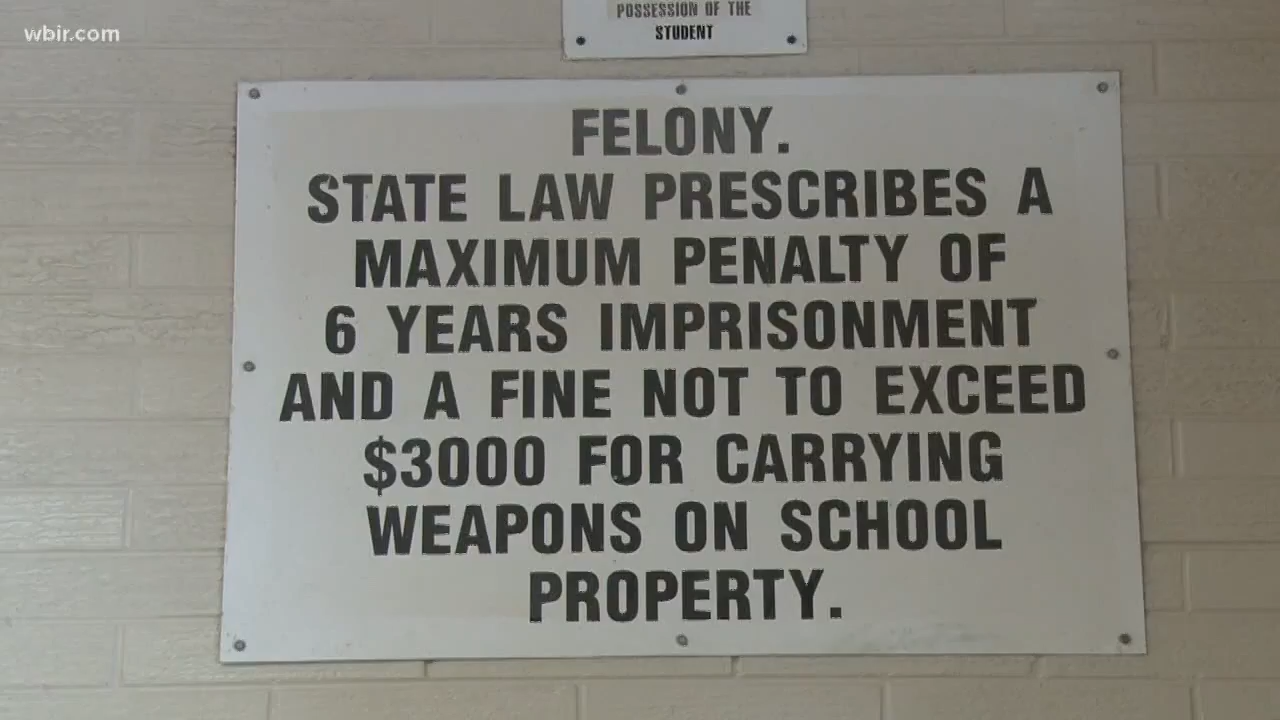 wbir.com
POSSESSION OF THE
STUDENT
FELONY.
STATE LAW PRESCRIBES A
MAXIMUM PENALTY OF
6 YEARS IMPRISONMENT
AND A FINE NOT TO EXCEED
$3000 FOR CARRYING
WEAPONS ON SCHOOL
PROPERTY.